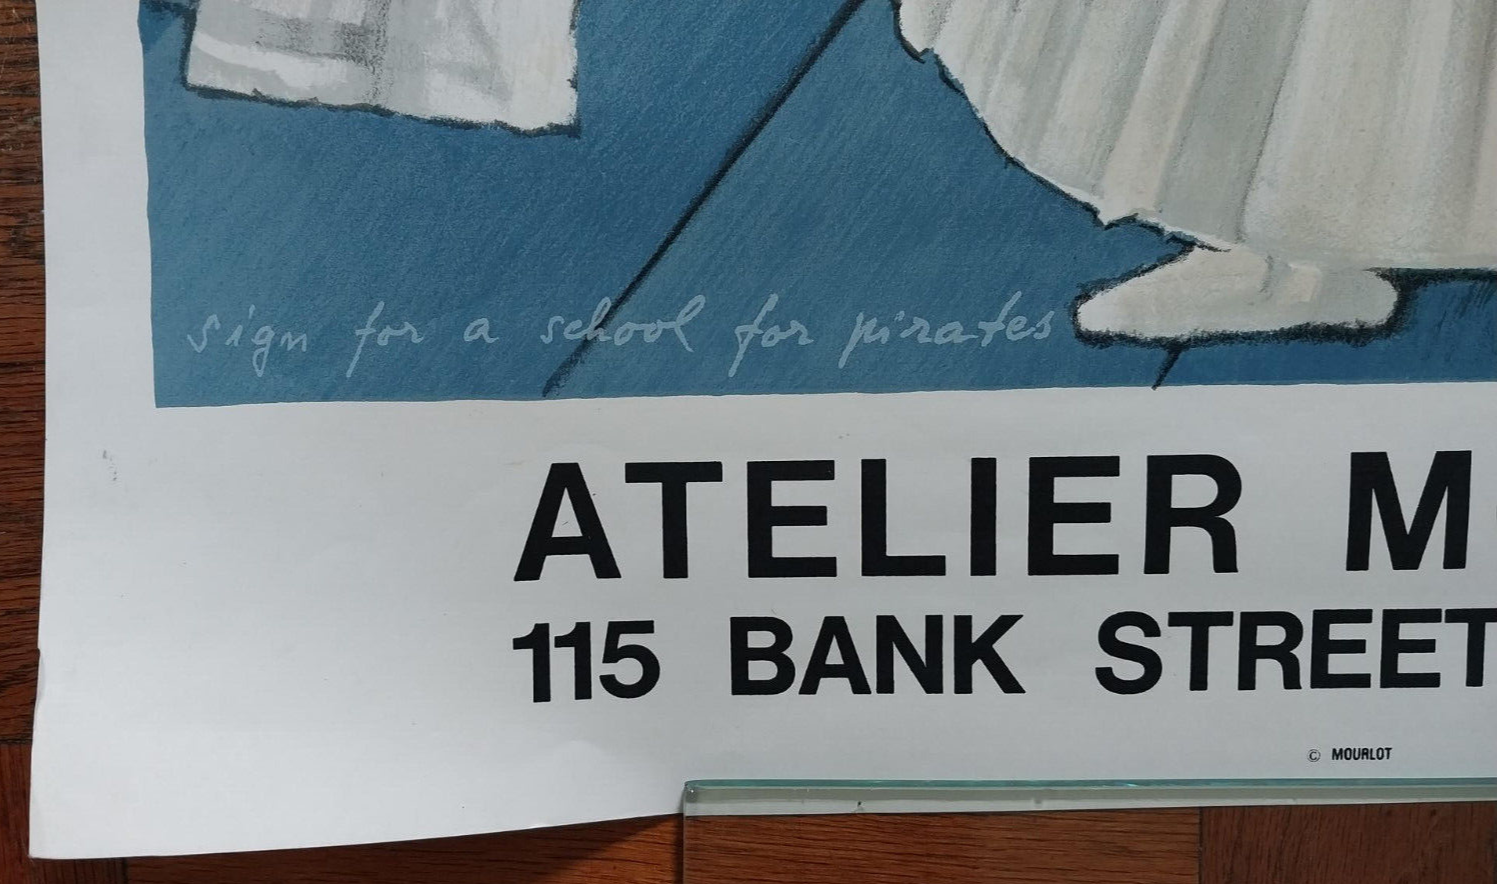 sign for a school for pirates
ATELIER M
115 BANK STREET
© MOURLOT